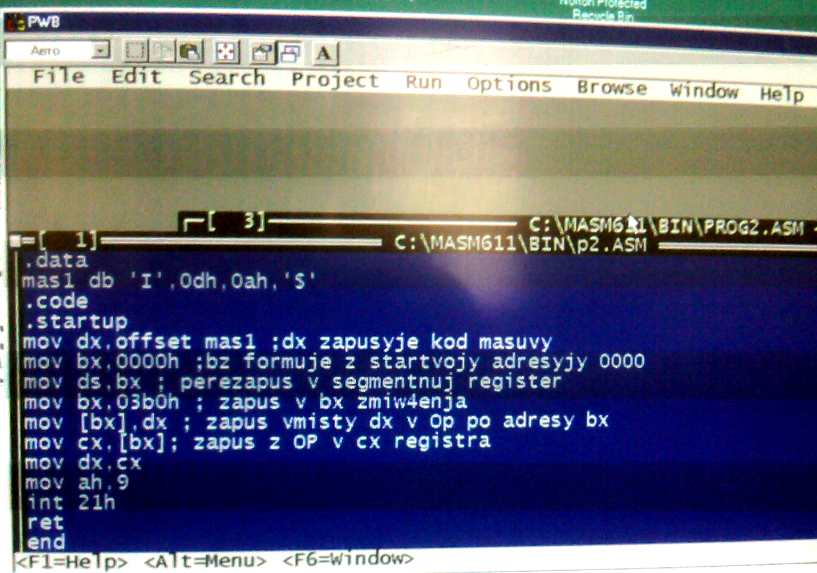 Norton Protected
Recycle Bin
PWB
Авто
A
File Edit Search Project Run Options Browse Window Help
[ 3] C:\MASM611\BIN\PROG2.ASM
[ 1] C:\MASM611\BIN\p2.ASM
.data
mas1 db 'I',0dh,0ah,'$'
.code
.startup
mov dx,offset mas1 ;dx zapusyje kod masuvy
mov bx,0000h ;bz formuje z startvojy adresyjy 0000
mov ds,bx ; perezapus v segmentnuj register
mov bx,03b0h ; zapus v bx zmiw4enja
mov [bx],dx ; zapus vmisty dx v Op po adresy bx
mov cx,[bx]; zapus z OP v cx registra
mov dx,cx
mov ah,9
int 21h
ret
end
<F1=Help> <Alt=Menu> <F6=Window>